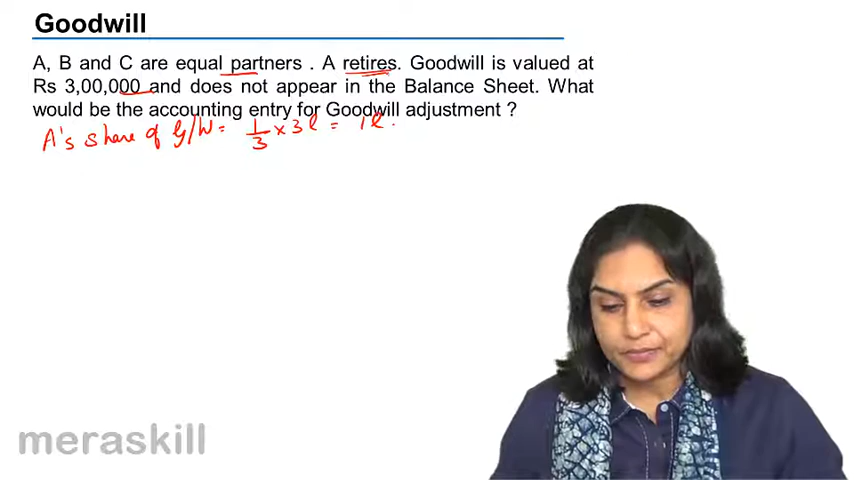 Goodwill
A, B and C are equal partners . A retires. Goodwill is valued at
Rs 3,00,000 and does not appear in the Balance Sheet. What
would be the accounting entry for Goodwill adjustment ?
A's share of G/W = 1/3 × 3l = 1l.
meraskill